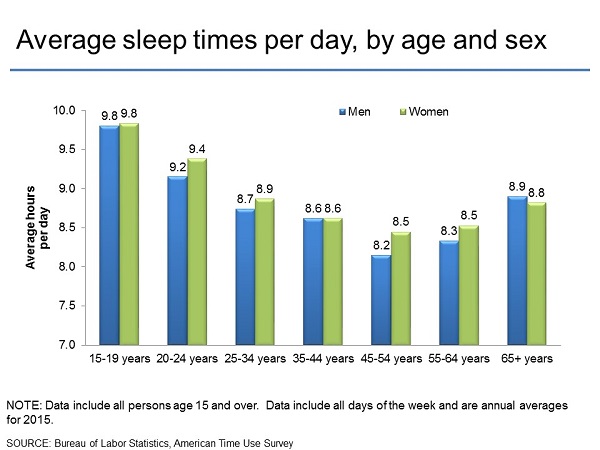 Average sleep times per day, by age and sex
Men
Women
Average hours
per day
10.0
9.5
9.0
8.5
8.0
7.5
7.0
9.8 9.8
9.2 9.4
8.7 8.9
8.6 8.6
8.2 8.5
8.3 8.5
8.9 8.8
15-19 years 20-24 years 25-34 years 35-44 years 45-54 years 55-64 years 65+ years
NOTE: Data include all persons age 15 and over. Data include all days of the week and are annual averages
for 2015.
SOURCE: Bureau of Labor Statistics, American Time Use Survey